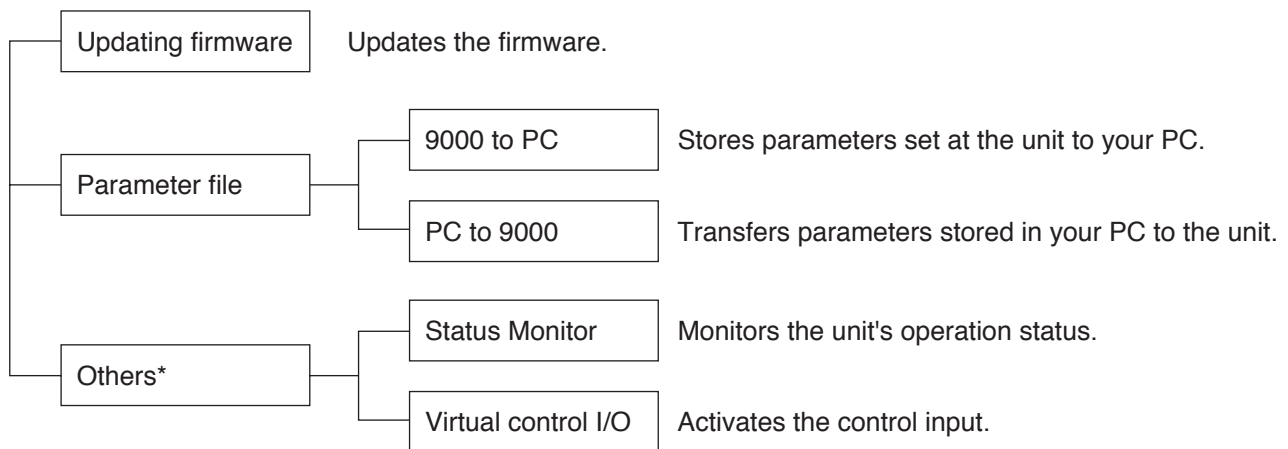 Updating firmware Updates the firmware.
9000 to PC Stores parameters set at the unit to your PC.
Parameter file
PC to 9000 Transfers parameters stored in your PC to the unit.
Status Monitor Monitors the unit's operation status.
Others*
Virtual control I/O Activates the control input.